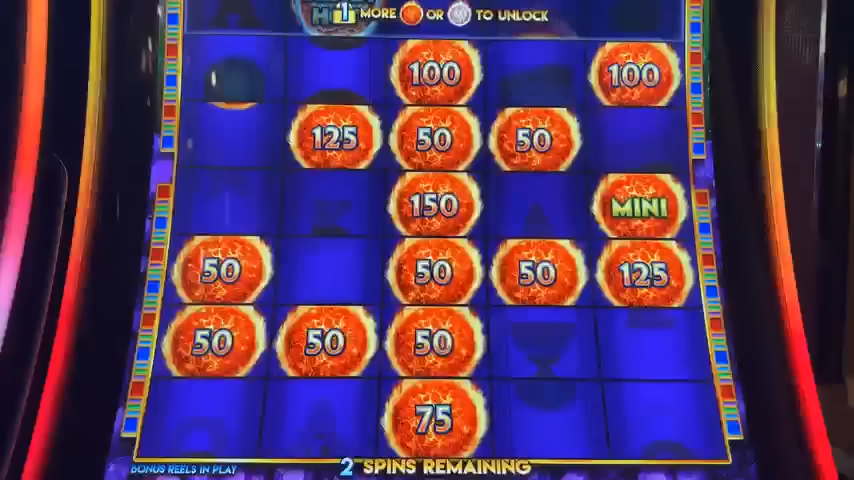 1 MORE OR TO UNLOCK
100 100
125 50 50
150 MINI
50 50 50 125
50 50 50
75
BONUS REELS IN PLAY 2 SPINS REMAINING